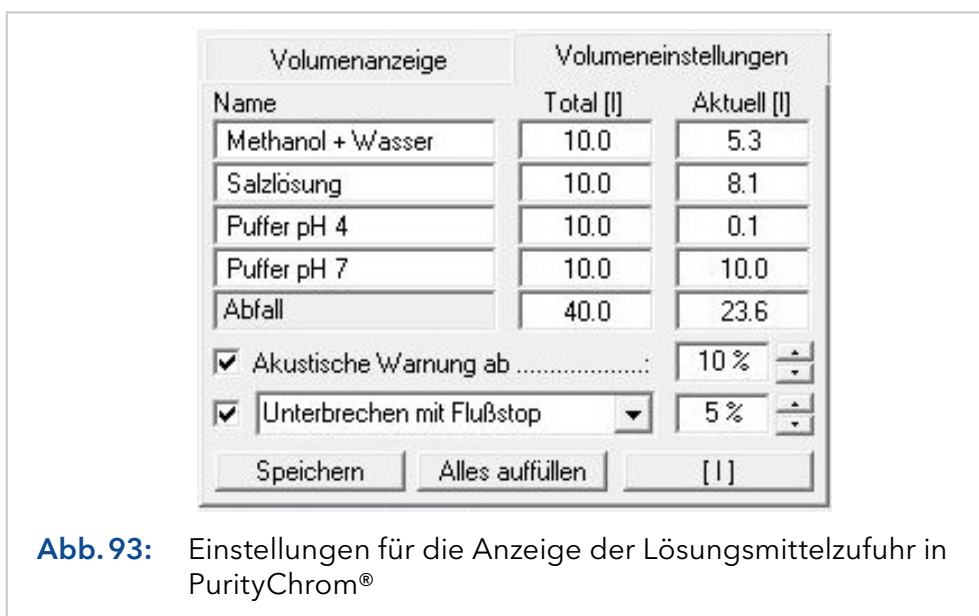 Volumenanzeige Volumeneinstellungen
Name Total [l] Aktuell [l]
Methanol + Wasser 10.0 5.3
Salzlösung 10.0 8.1
Puffer pH 4 10.0 0.1
Puffer pH 7 10.0 10.0
Abfall 40.0 23.6
Akustische Warnung ab .....................: 10 %
Unterbrechen mit Flußstop 5 %
Speichern Alles auffüllen [ l ]
Abb. 93: Einstellungen für die Anzeige der Lösungsmittelzufuhr in
PurityChrom®